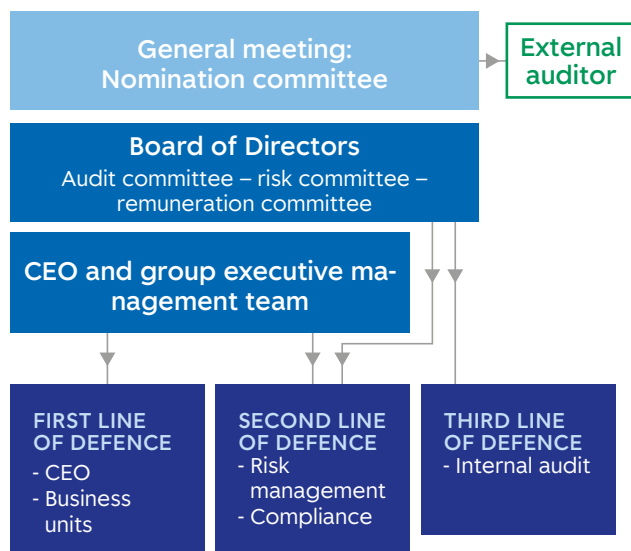 General meeting:
Nomination committee
External
auditor
Board of Directors
Audit committee – risk committee –
remuneration committee
CEO and group executive ma-
nagement team
FIRST LINE
OF DEFENCE
- CEO
- Business
units
SECOND LINE
OF DEFENCE
- Risk
management
- Compliance
THIRD LINE
OF DEFENCE
- Internal audit